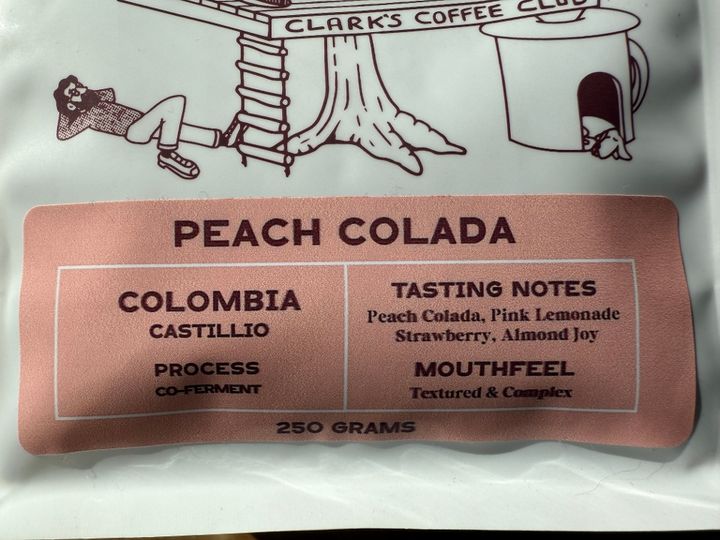 CLARK'S COFFEE CLUB
PEACH COLADA
COLOMBIA
CASTILLIO
PROCESS
CO-FERMENT
TASTING NOTES
Peach Colada, Pink Lemonade
Strawberry, Almond Joy
MOUTHFEEL
Textured & Complex
250 GRAMS